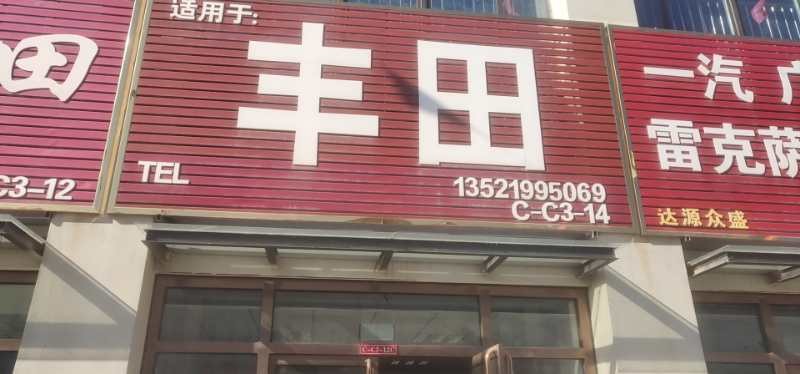 田
C3-12
适用于:
丰田
TEL
13521995069
C-C3-14
一汽
雷克萨
达源众盛